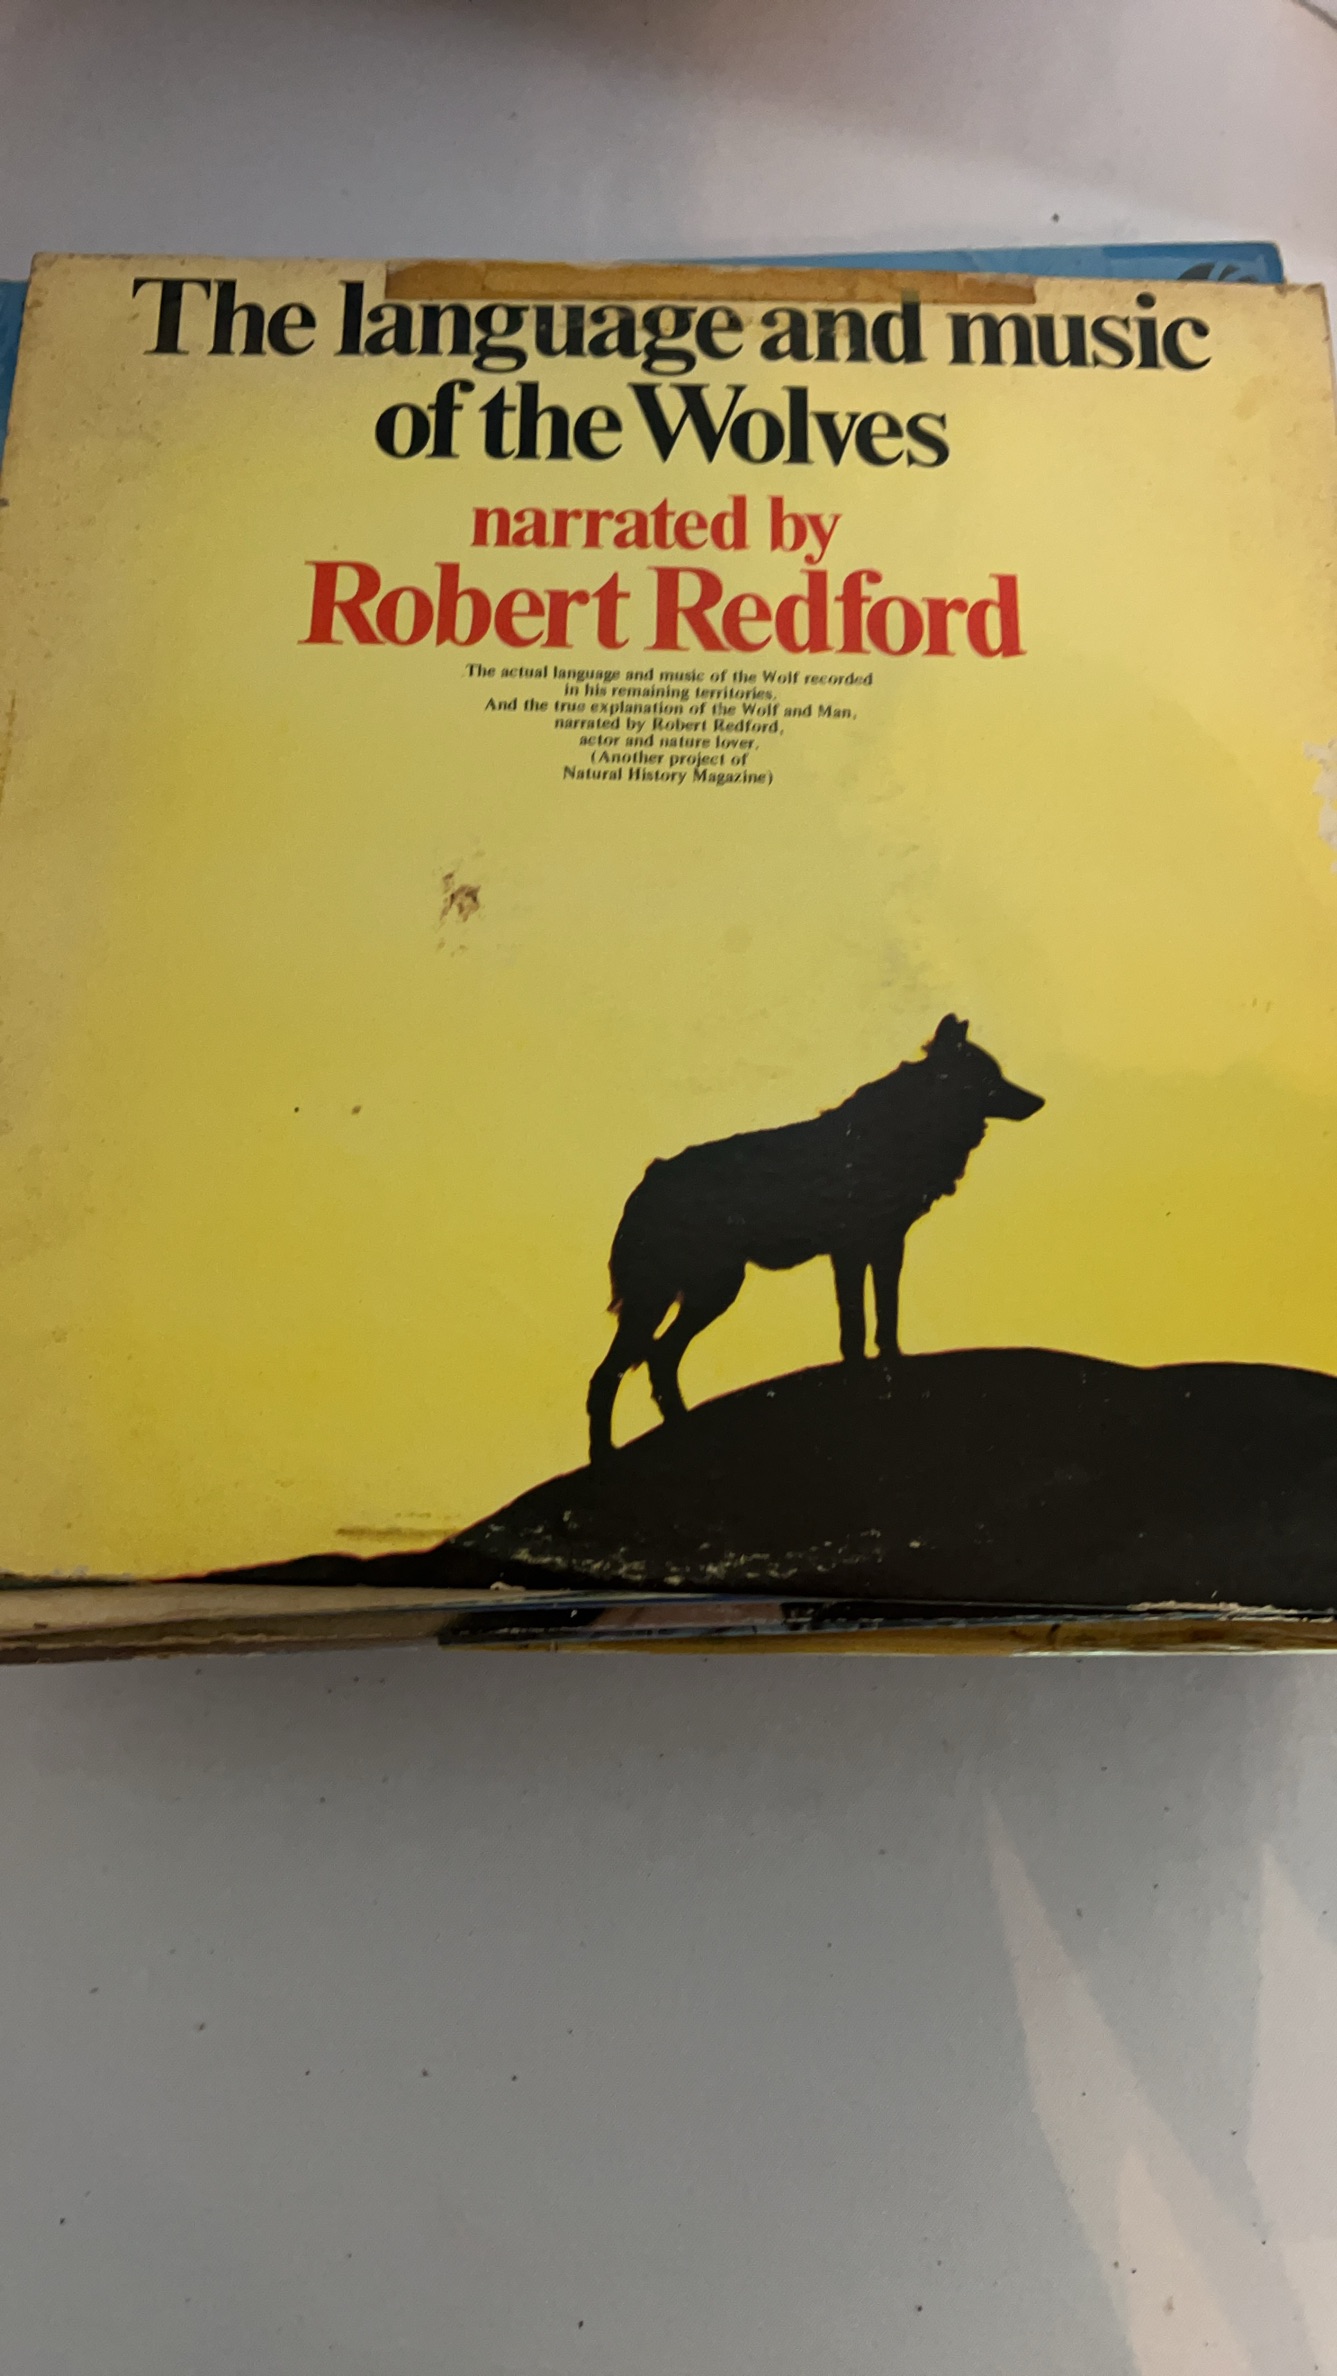 The language and music
of the Wolves
narrated by
Robert Redford
The actual language and music of the Wolf recorded
in his remaining territories.
And the true explanation of the Wolf and Man,
narrated by Robert Redford,
actor and nature lover.
(Another project of
Natural History Magazine)